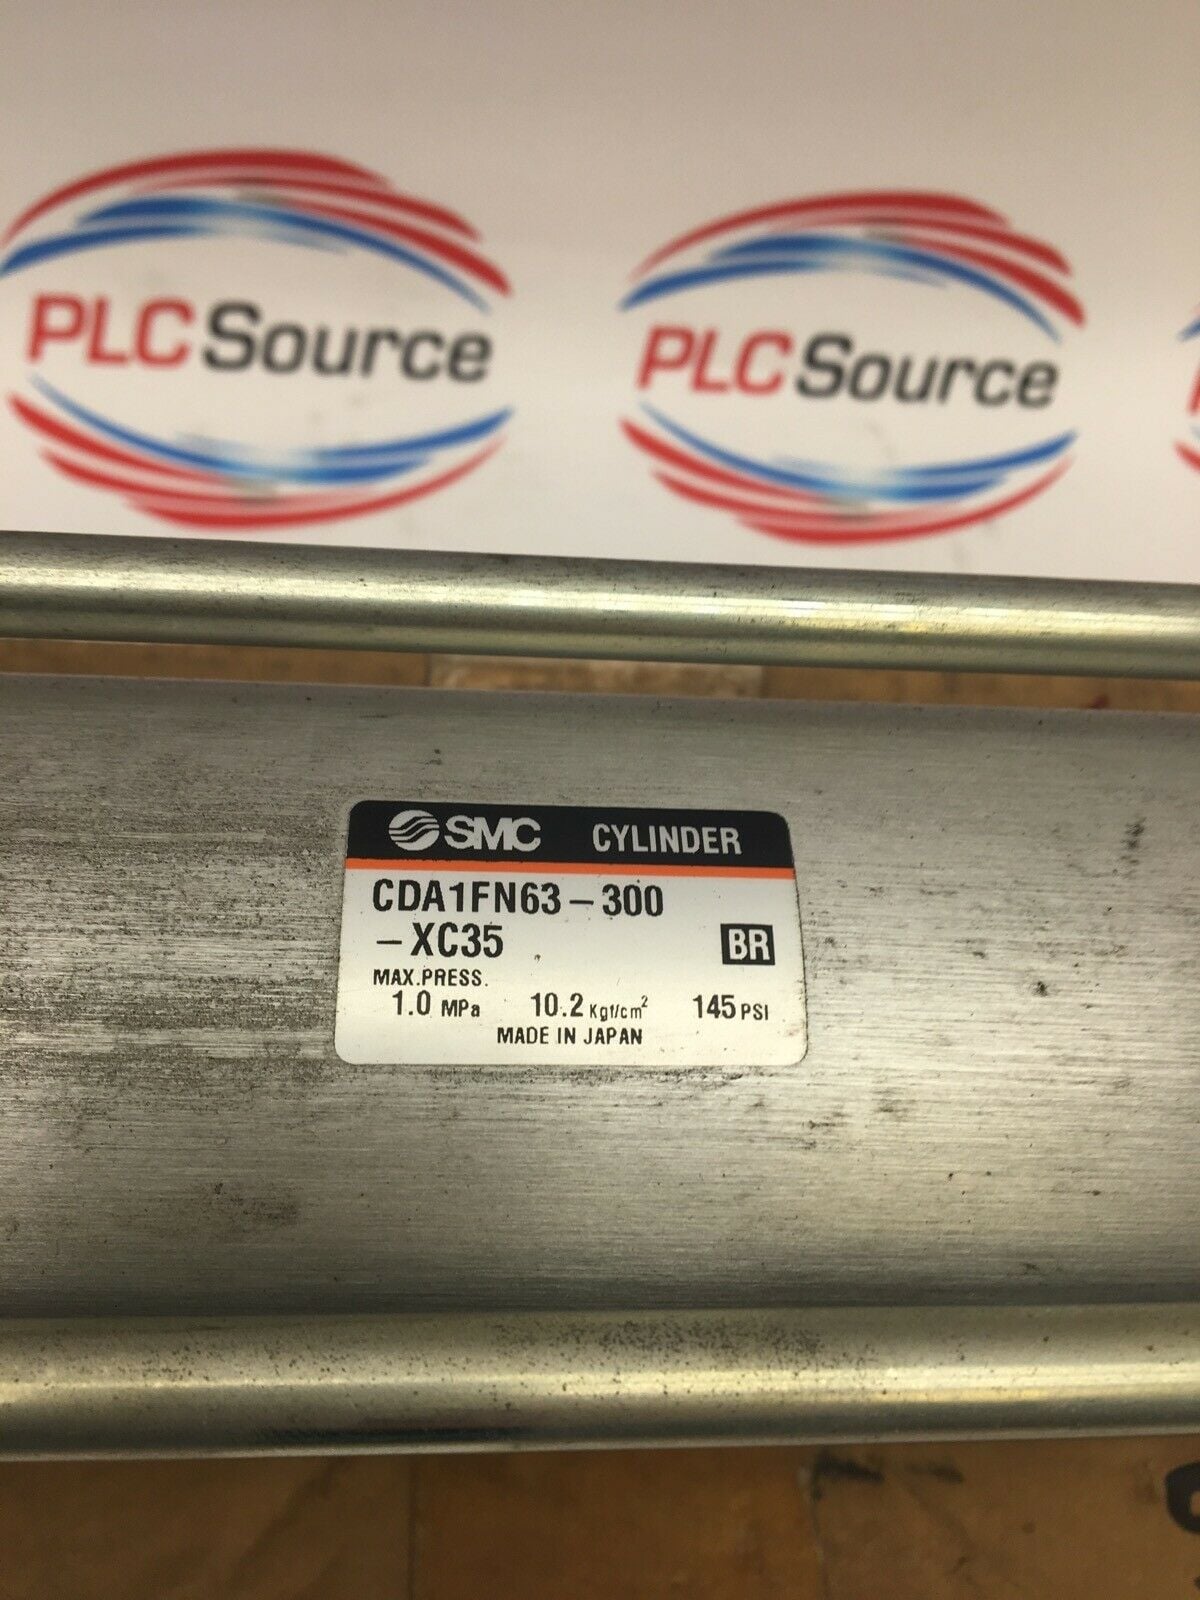 PLC Source
PLC Source
SMC CYLINDER
CDA1FN63-300
-XC35 BR
MAX.PRESS.
1.0 MPa 10.2 Kgf/cm² 145 PSI
MADE IN JAPAN